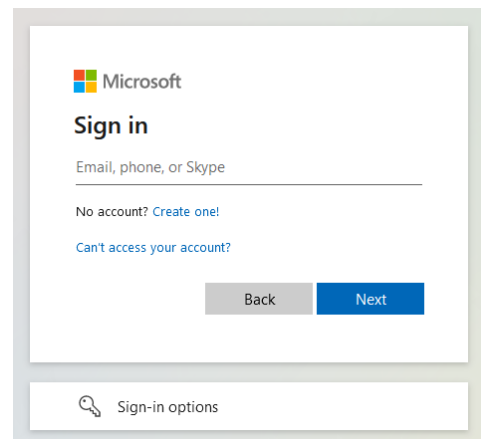 Microsoft
Sign in
Email, phone, or Skype
No account? Create one!
Can't access your account?
Back Next
Sign-in options